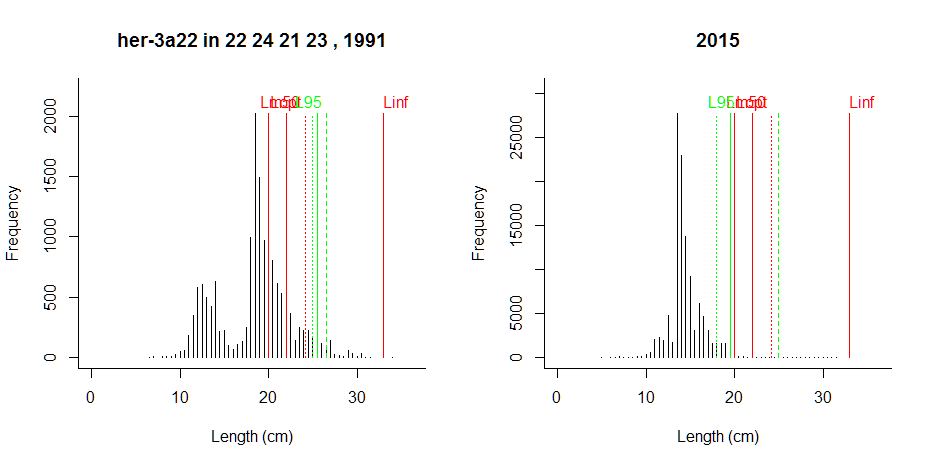 her-3a22 in 22 24 21 23 , 1991
2015
Linf
L95
Linf
Frequency
0
500
1000
1500
2000
0
10
20
30
Length (cm)
Frequency
0
5000
15000
25000
0
10
20
30
Length (cm)